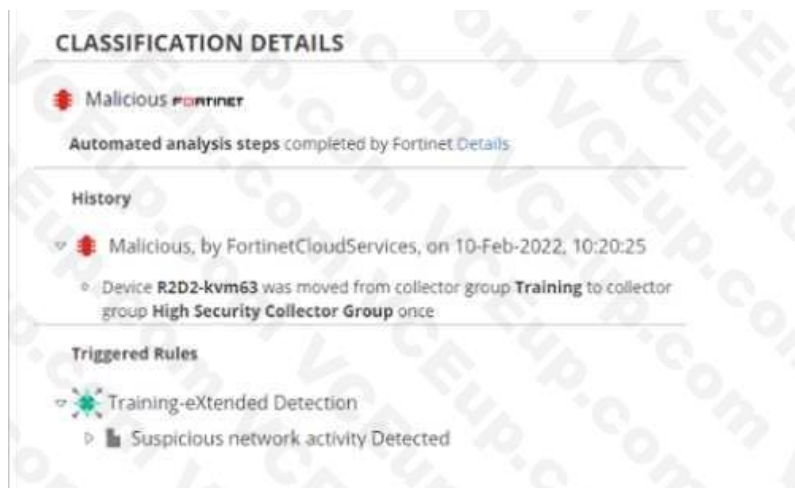 CLASSIFICATION DETAILS
Malicious FORTINET
Automated analysis steps completed by Fortinet Details
History
Malicious, by FortinetCloudServices, on 10-Feb-2022, 10:20:25
Device R2D2-kvm63 was moved from collector group Training to collector
group High Security Collector Group once
Triggered Rules
Training-eXtended Detection
Suspicious network activity Detected